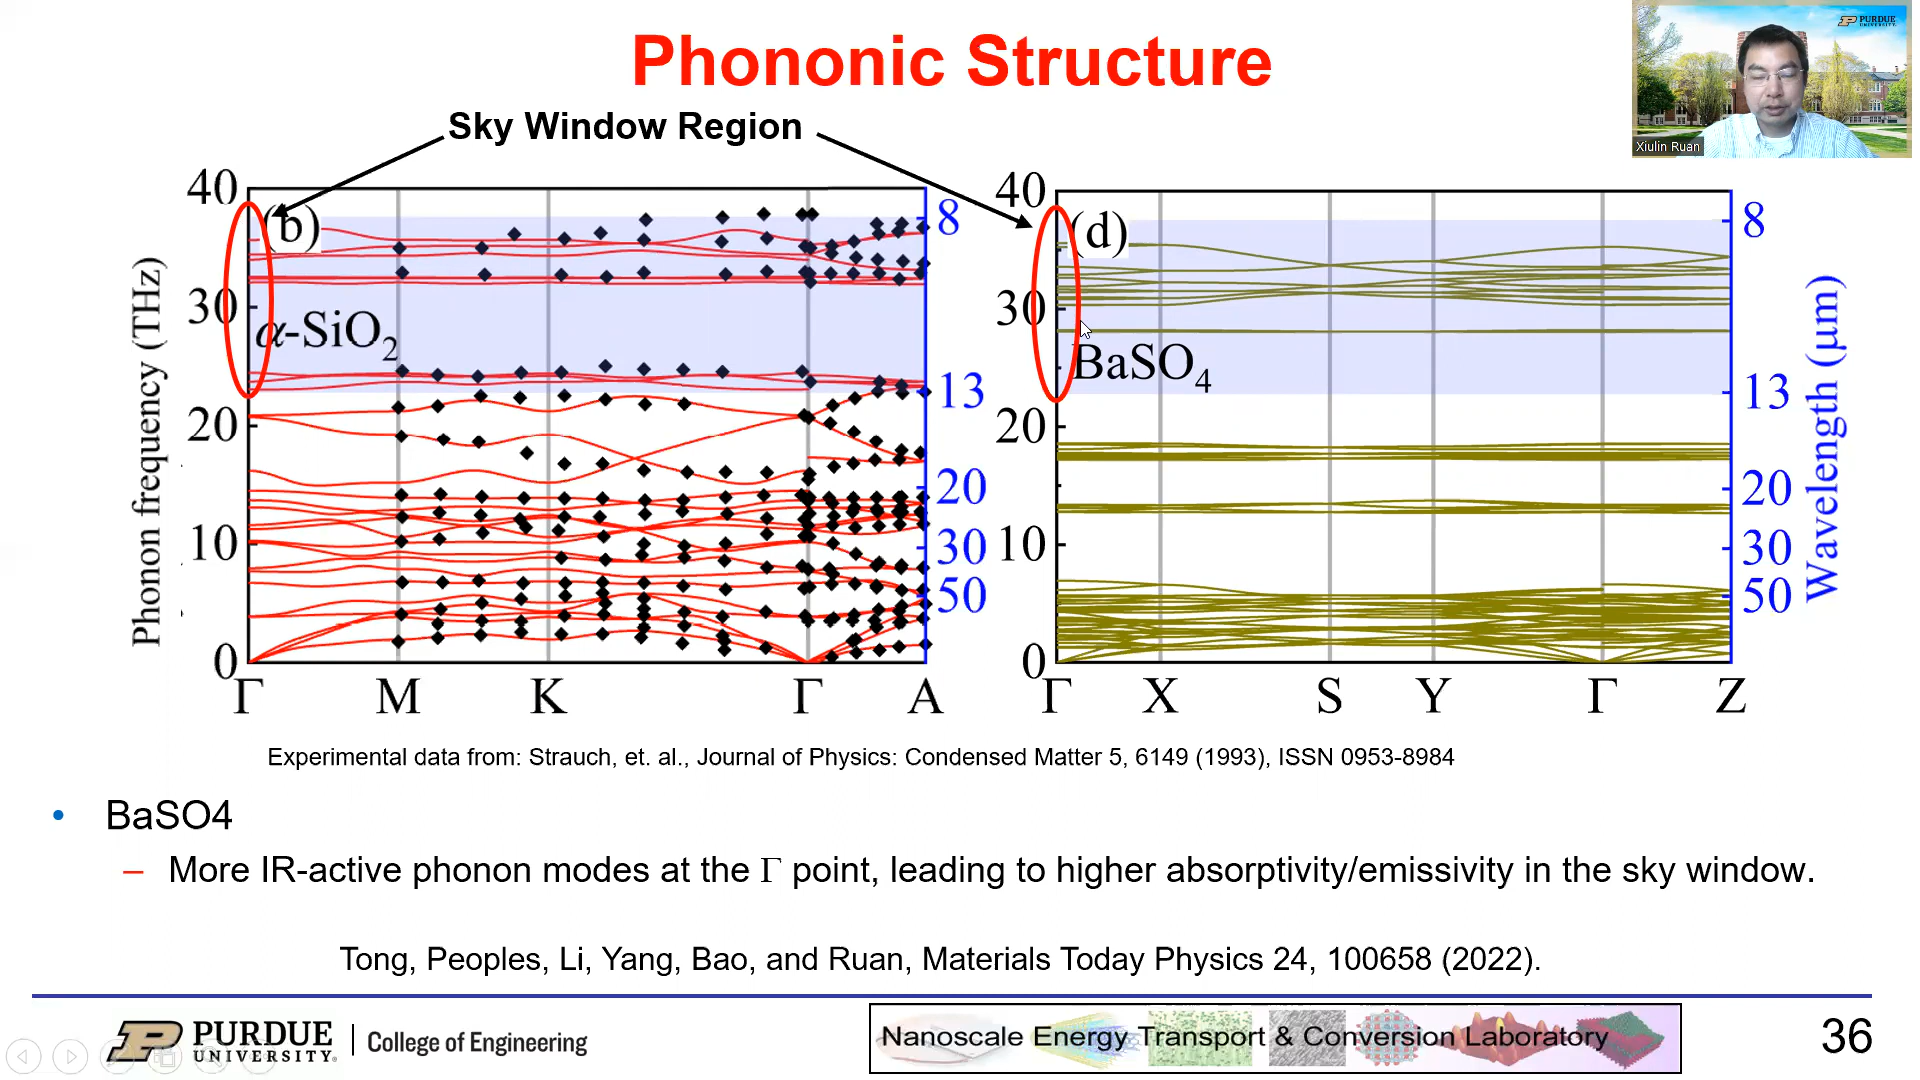 Phononic Structure
PURDUE
UNIVERSITY
Xiulin Ruan
Sky Window Region
Phonon frequency (THz)
40
30
20
10
0
(b)
α-SiO2
8
13
20
30
50
Γ M K Γ A
40
30
20
10
0
(d)
BaSO4
8
13
20
30
50
Wavelength (μm)
Γ X S Y Γ Z
Experimental data from: Strauch, et. al., Journal of Physics: Condensed Matter 5, 6149 (1993), ISSN 0953-8984
• BaSO4
– More IR-active phonon modes at the Γ point, leading to higher absorptivity/emissivity in the sky window.
Tong, Peoples, Li, Yang, Bao, and Ruan, Materials Today Physics 24, 100658 (2022).
PURDUE
UNIVERSITY
College of Engineering
Nanoscale Energy Transport & Conversion Laboratory
36